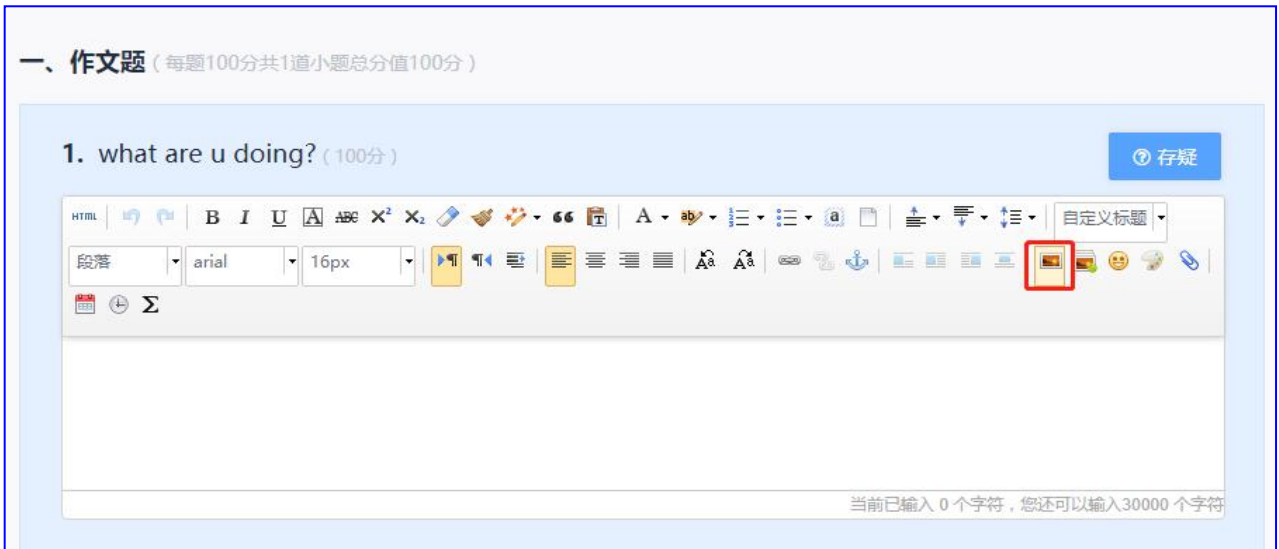 一、作文题（每题100分共1道小题总分值100分）
1. what are u doing?（100分）
存疑
HTML B I U A ABC X² X₂ 66 T A ab a 自定义标题
段落 arial 16px Aa Aa
Σ
当前已输入 0 个字符，您还可以输入30000 个字符